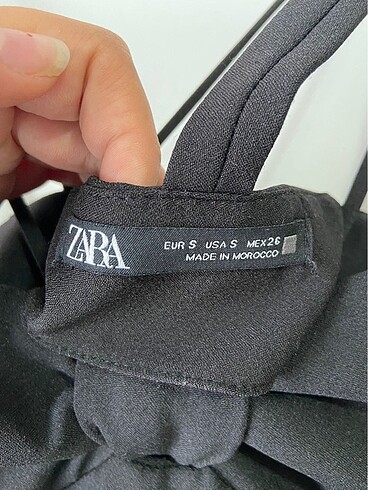 ZARA
EUR S USA S MEX 26
MADE IN MOROCCO